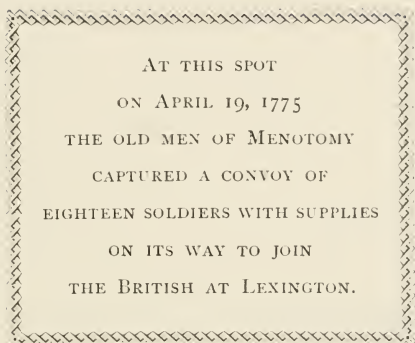 At this spot
on April 19, 1775
the old men of Menotomy
captured a convoy of
eighteen soldiers with supplies
on its way to join
the British at Lexington.